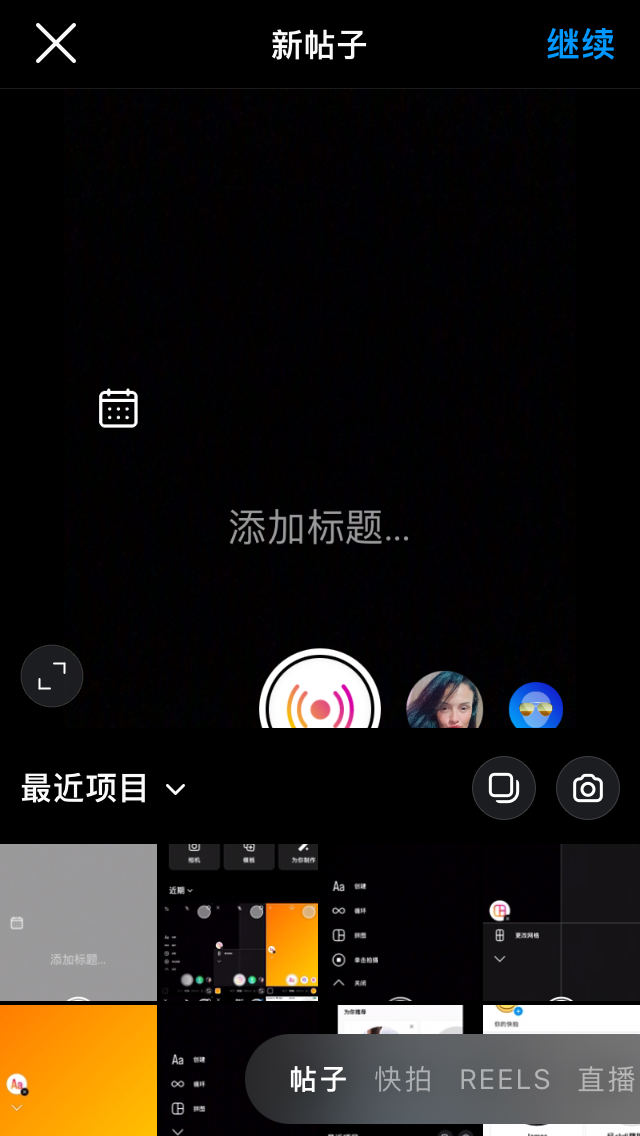 新帖子
继续
添加标题...
最近项目
添加标题...
相机
模板
为你制作
近期
Aa 创建
循环
拼图
单击拍摄
关闭
更改网格
Aa
Aa 创建
循环
拼图
为你推荐
你的快拍
帖子 快拍 REELS 直播